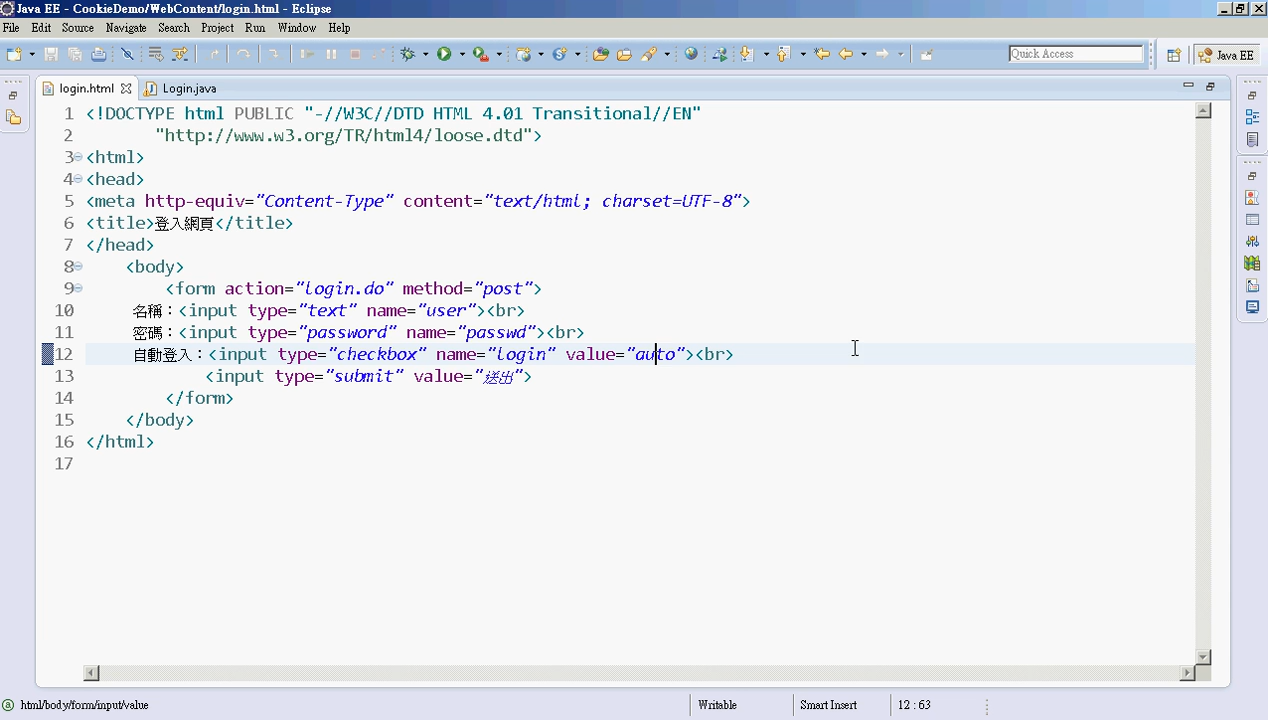 Java EE - CookieDemo/WebContent/login.html - Eclipse
File Edit Source Navigate Search Project Run Window Help
Quick Access
Java EE
login.html
Login.java
1 <!DOCTYPE html PUBLIC "-//W3C//DTD HTML 4.01 Transitional//EN"
2 "http://www.w3.org/TR/html4/loose.dtd">
3 <html>
4 <head>
5 <meta http-equiv="Content-Type" content="text/html; charset=UTF-8">
6 <title>登入網頁</title>
7 </head>
8 <body>
9 <form action="login.do" method="post">
10 名稱：<input type="text" name="user"><br>
11 密碼：<input type="password" name="passwd"><br>
12 自動登入：<input type="checkbox" name="login" value="auto"><br>
13 <input type="submit" value="送出">
14 </form>
15 </body>
16 </html>
17
html/body/form/input/value
Writable
Smart Insert
12 : 63